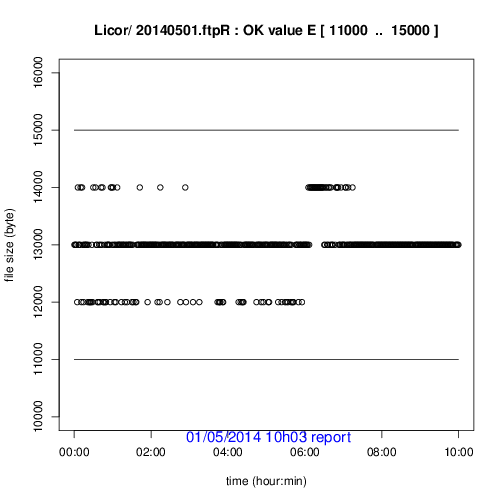 Licor/ 20140501.ftpR : OK value E [ 11000 .. 15000 ]
16000
15000
14000
13000
12000
11000
10000
file size (byte)
00:00 02:00 04:00 06:00 08:00 10:00
01/05/2014 10h03 report
time (hour:min)